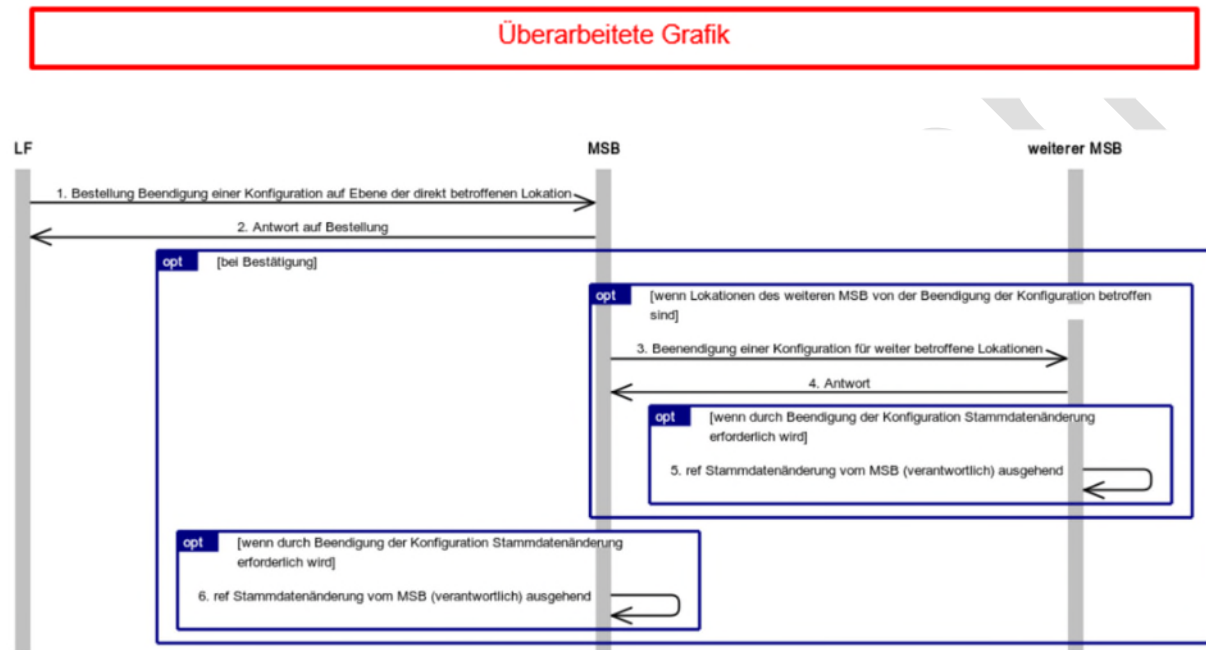 Überarbeitete Grafik
LF
MSB
weiterer MSB
1. Bestellung Beendigung einer Konfiguration auf Ebene der direkt betroffenen Lokation
2. Antwort auf Bestellung
opt
[bei Bestätigung]
opt
[wenn Lokationen des weiteren MSB von der Beendigung der Konfiguration betroffen
sind]
3. Beenendigung einer Konfiguration für weiter betroffene Lokationen
4. Antwort
opt
[wenn durch Beendigung der Konfiguration Stammdatenänderung
erforderlich wird]
5. ref Stammdatenänderung vom MSB (verantwortlich) ausgehend
opt
[wenn durch Beendigung der Konfiguration Stammdatenänderung
erforderlich wird]
6. ref Stammdatenänderung vom MSB (verantwortlich) ausgehend